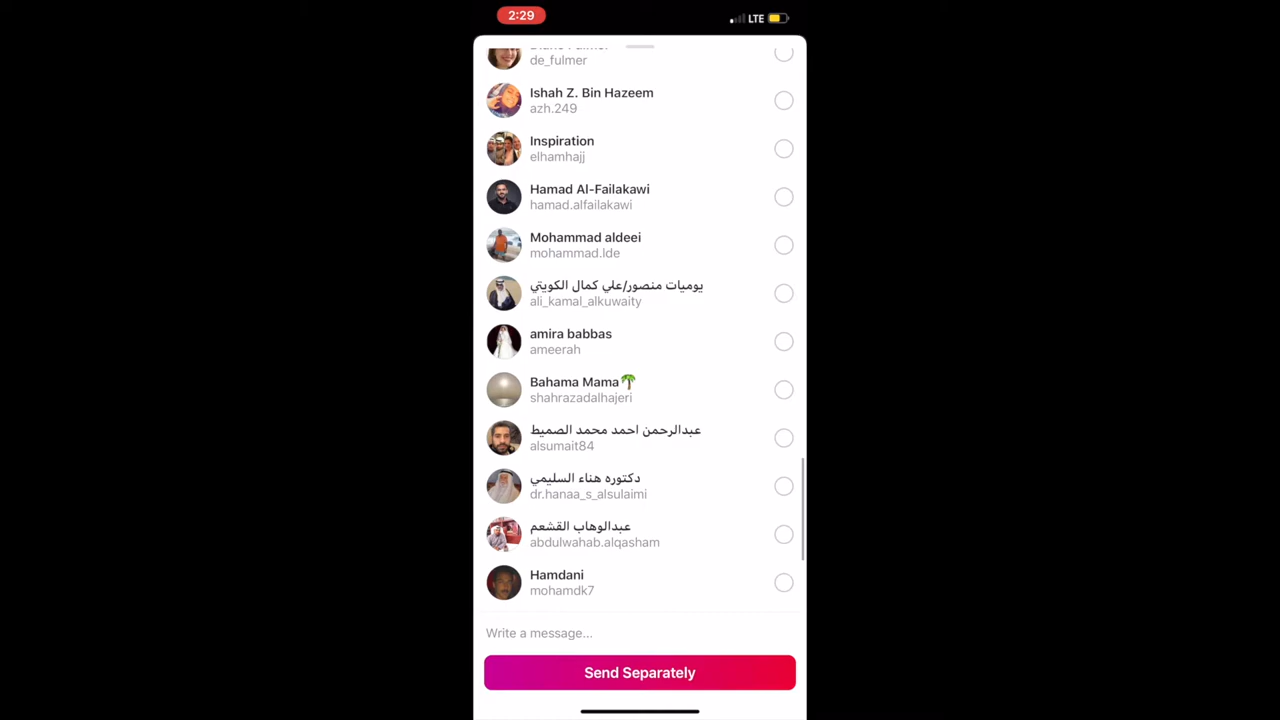 2:29
LTE
de_fulmer
Ishah Z. Bin Hazeem
azh.249
Inspiration
elhamhajj
Hamad Al-Failakawi
hamad.alfailakawi
Mohammad aldeei
mohammad.lde
يوميات منصور/علي كمال الكويتي
ali_kamal_alkuwaity
amira babbas
ameerah
Bahama Mama🌴
shahrazadalhajeri
عبدالرحمن احمد محمد الصميط
alsumait84
دكتوره هناء السليمي
dr.hanaa_s_alsulaimi
عبدالوهاب القشعم
abdulwahab.alqasham
Hamdani
mohamdk7
Write a message...
Send Separately